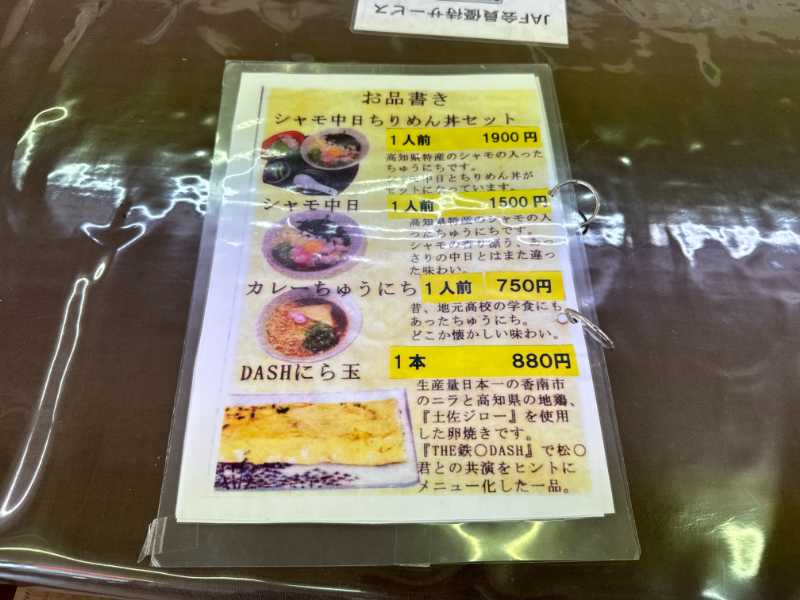 JAF会員優待サービス
お品書き
シャモ中日ちりめん丼セット
1人前 1900円
高知県特産のシャモの入った
ちゅうにちです。
中日とちりめん丼が
セットになっています。
シャモ中日
1人前 1500円
高知県特産のシャモの入
ったちゅうにちです。
シャモの香り漂う、あっ
さりの中日とはまた違っ
た味わい。
カレーちゅうにち 1人前 750円
昔、地元高校の学食にも
あったちゅうにち。
どこか懐かしい味わい。
DASHにら玉
1本 880円
生産量日本一の香南市
のニラと高知県の地鶏、
『土佐ジロー』を使用
した卵焼きです。
『THE鉄〇DASH』で松〇
君との共演をヒントに
メニュー化した一品。